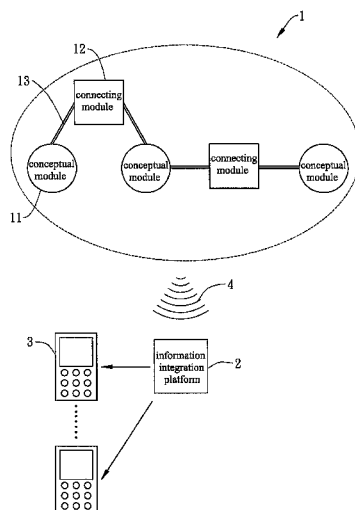 1
12
13
connecting
module
conceptual
module
conceptual
module
connecting
module
conceptual
module
11
4
3
information
integration
platform
2